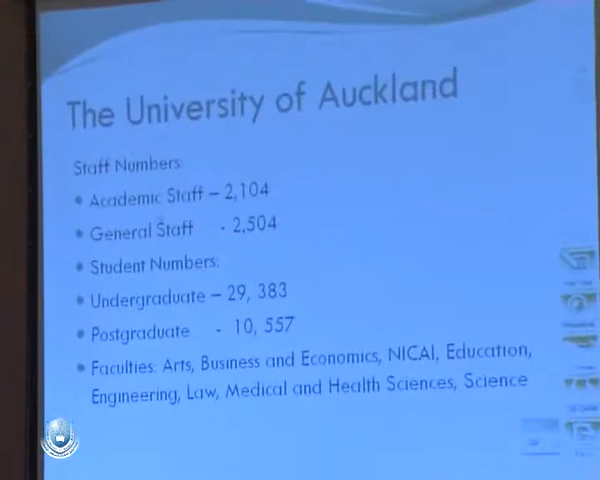 The University of Auckland
Staff Numbers:
• Academic Staff – 2,104
• General Staff - 2,504
• Student Numbers:
• Undergraduate – 29, 383
• Postgraduate - 10, 557
• Faculties: Arts, Business and Economics, NICAI, Education,
Engineering, Law, Medical and Health Sciences, Science